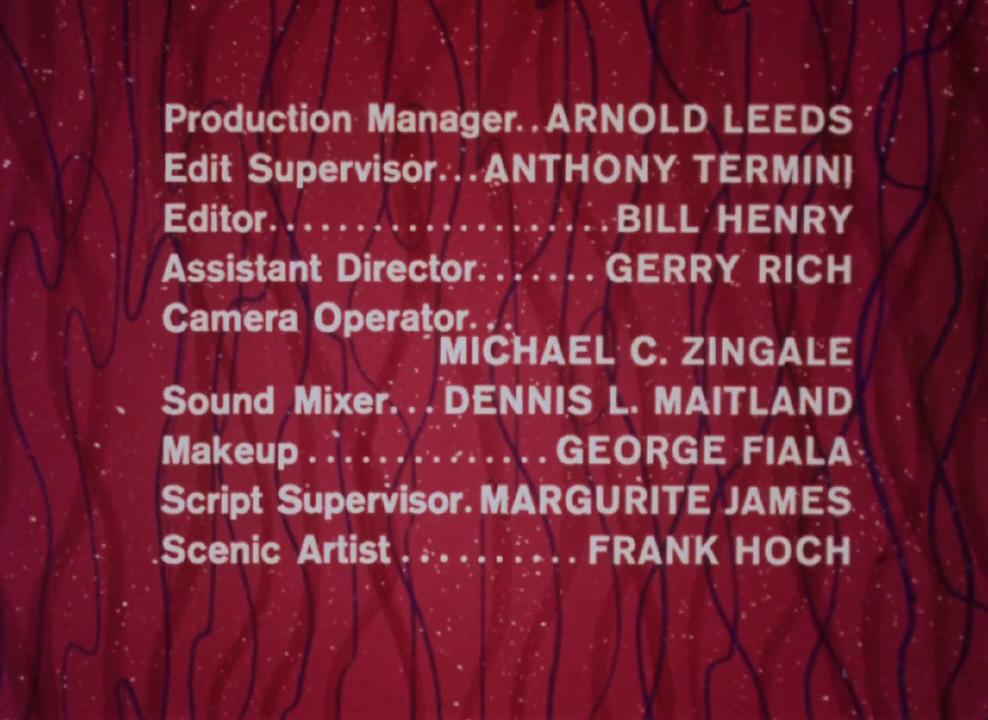 Production Manager..ARNOLD LEEDS
Edit Supervisor...ANTHONY TERMINI
Editor....................BILL HENRY
Assistant Director.......GERRY RICH
Camera Operator...
MICHAEL C. ZINGALE
Sound Mixer...DENNIS L. MAITLAND
Makeup..............GEORGE FIALA
Script Supervisor.MARGURITE JAMES
Scenic Artist..........FRANK HOCH